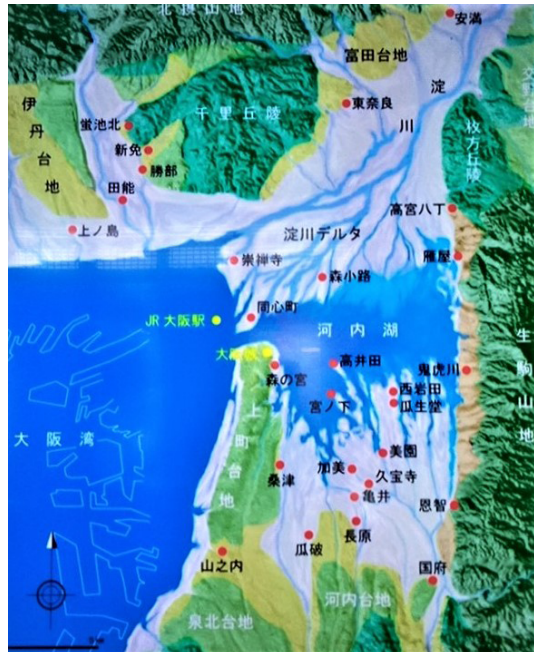 北摂山地
安満
富田台地
淀川
伊丹台地
千里丘陵
東奈良
枚方丘陵
蛍池北
新免
勝部
田能
上ノ島
高宮八丁
淀川デルタ
雁屋
崇禅寺
森小路
JR大阪駅
同心町
河内湖
生駒山地
高井田
鬼虎川
森の宮
西岩田
宮ノ下
瓜生堂
上町台地
大阪湾
美園
加美
久宝寺
桑津
亀井
恩智
長原
瓜破
山之内
国府
河内台地
泉北台地